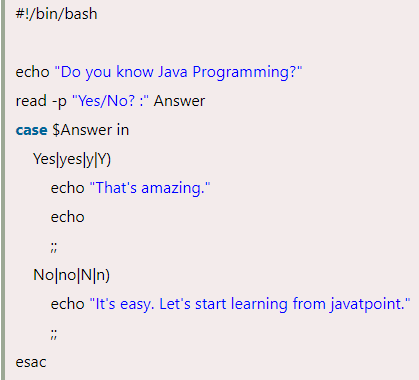 #!/bin/bash
echo "Do you know Java Programming?"
read -p "Yes/No? :" Answer
case $Answer in
Yes|yes|y|Y)
echo "That's amazing."
echo
;;
No|no|N|n)
echo "It's easy. Let's start learning from javatpoint."
;;
esac